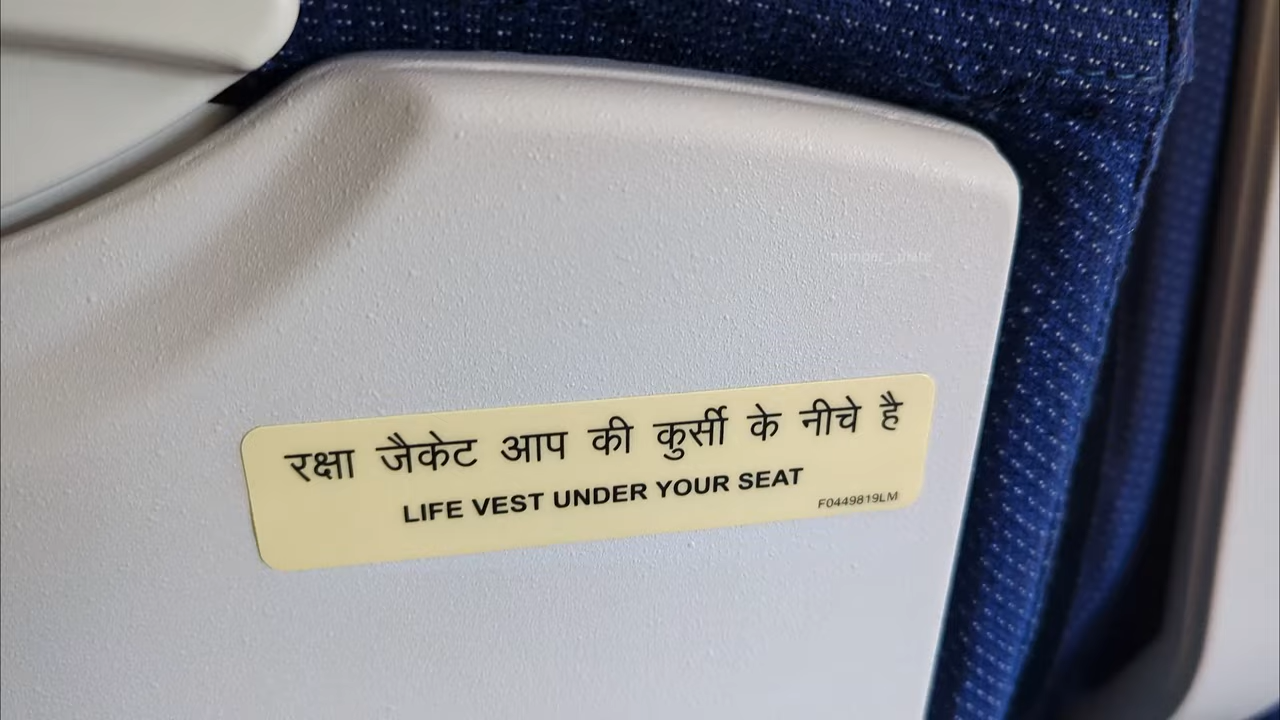 रक्षा जैकेट आप की कुर्सी के नीचे है
LIFE VEST UNDER YOUR SEAT
F0449819LM